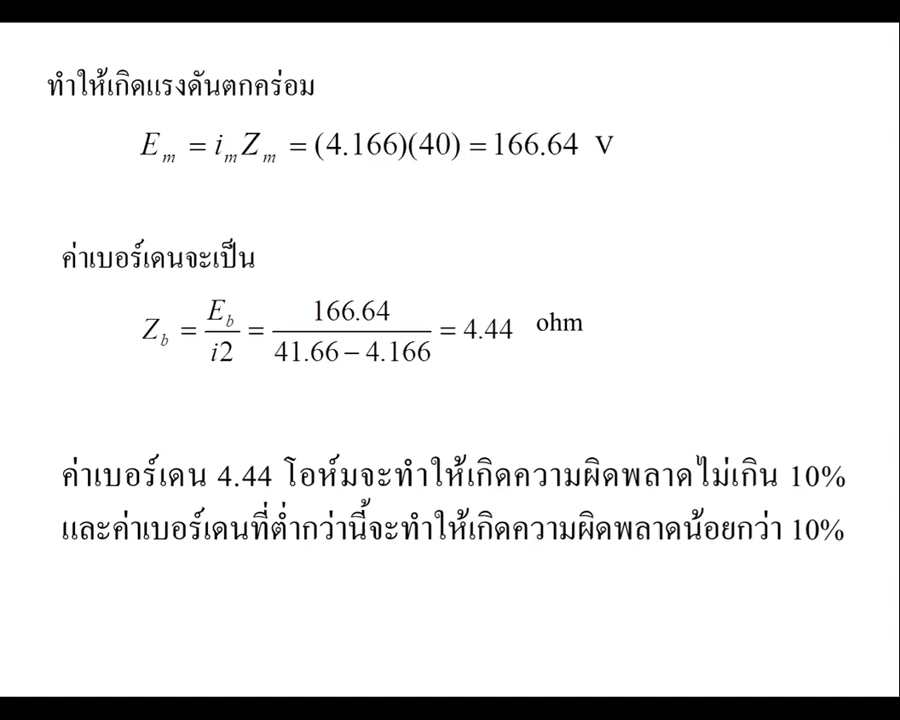 ทำให้เกิดแรงดันตกคร่อม
E_m = i_m Z_m = (4.166)(40) = 166.64 V
ค่าเบอร์เดนจะเป็น
Z_b = E_b / i2 = 166.64 / (41.66 − 4.166) = 4.44 ohm
ค่าเบอร์เดน 4.44 โอห์มจะทำให้เกิดความผิดพลาดไม่เกิน 10%
และค่าเบอร์เดนที่ต่ำกว่านี้จะทำให้เกิดความผิดพลาดน้อยกว่า 10%